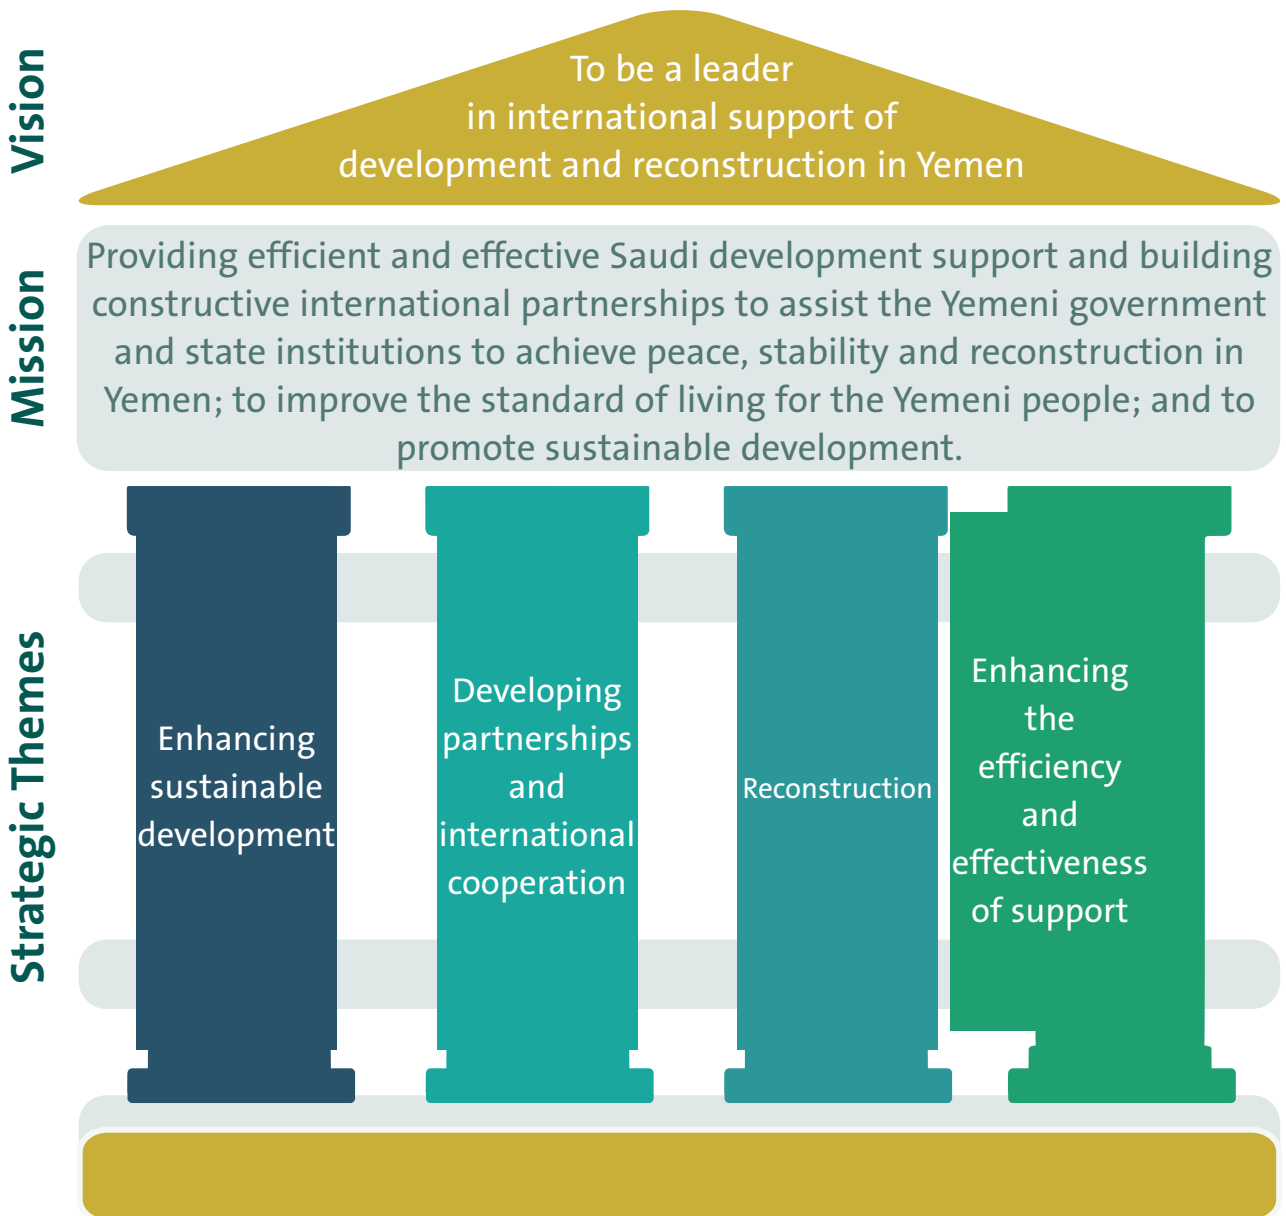 Vision
To be a leader
in international support of
development and reconstruction in Yemen
Mission
Providing efficient and effective Saudi development support and building
constructive international partnerships to assist the Yemeni government
and state institutions to achieve peace, stability and reconstruction in
Yemen; to improve the standard of living for the Yemeni people; and to
promote sustainable development.
Strategic Themes
Enhancing
sustainable
development
Developing
partnerships
and
international
cooperation
Reconstruction
Enhancing
the
efficiency
and
effectiveness
of support